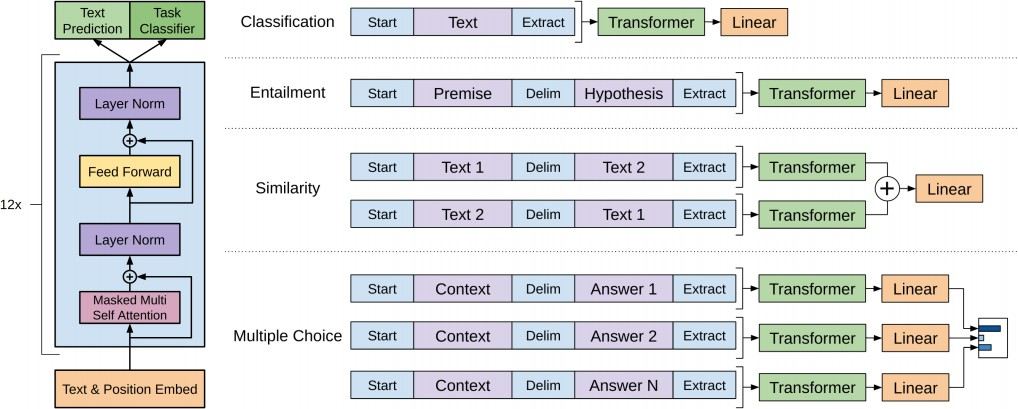 Text
Prediction
Task
Classifier
Layer Norm
Feed Forward
12x
Layer Norm
Masked Multi
Self Attention
Text & Position Embed
Classification
Start Text Extract Transformer Linear
Entailment
Start Premise Delim Hypothesis Extract Transformer Linear
Similarity
Start Text 1 Delim Text 2 Extract Transformer
Start Text 2 Delim Text 1 Extract Transformer
+ Linear
Multiple Choice
Start Context Delim Answer 1 Extract Transformer Linear
Start Context Delim Answer 2 Extract Transformer Linear
Start Context Delim Answer N Extract Transformer Linear